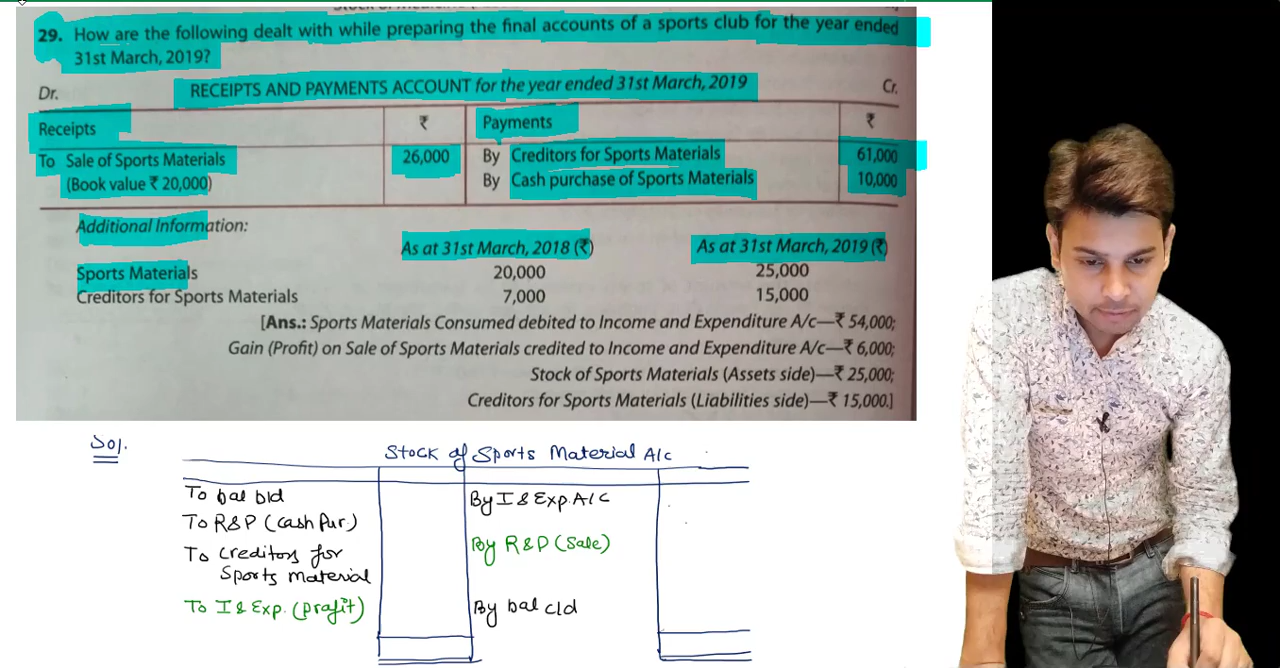 29. How are the following dealt with while preparing the final accounts of a sports club for the year ended
31st March, 2019?
RECEIPTS AND PAYMENTS ACCOUNT for the year ended 31st March, 2019
Dr. Cr.
Receipts ₹ Payments ₹
To Sale of Sports Materials 26,000 By Creditors for Sports Materials 61,000
(Book value ₹ 20,000) By Cash purchase of Sports Materials 10,000
Additional Information:
As at 31st March, 2018 (₹) As at 31st March, 2019 (₹)
Sports Materials 20,000 25,000
Creditors for Sports Materials 7,000 15,000
[Ans.: Sports Materials Consumed debited to Income and Expenditure A/c—₹ 54,000;
Gain (Profit) on Sale of Sports Materials credited to Income and Expenditure A/c—₹ 6,000;
Stock of Sports Materials (Assets side)—₹ 25,000;
Creditors for Sports Materials (Liabilities side)—₹ 15,000.]
Sol.
Stock of Sports Material A/c
To bal b/d By I & Exp. A/C
To R&P (Cash Pur.)
To Creditors for By R&P (Sale)
Sports material
To I & Exp. (Profit) By bal c/d